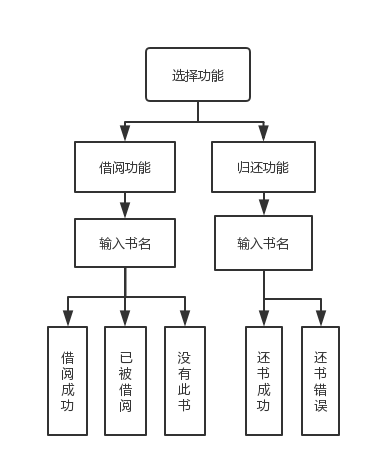 选择功能
借阅功能
归还功能
输入书名
输入书名
借阅成功
已被借阅
没有此书
还书成功
还书错误